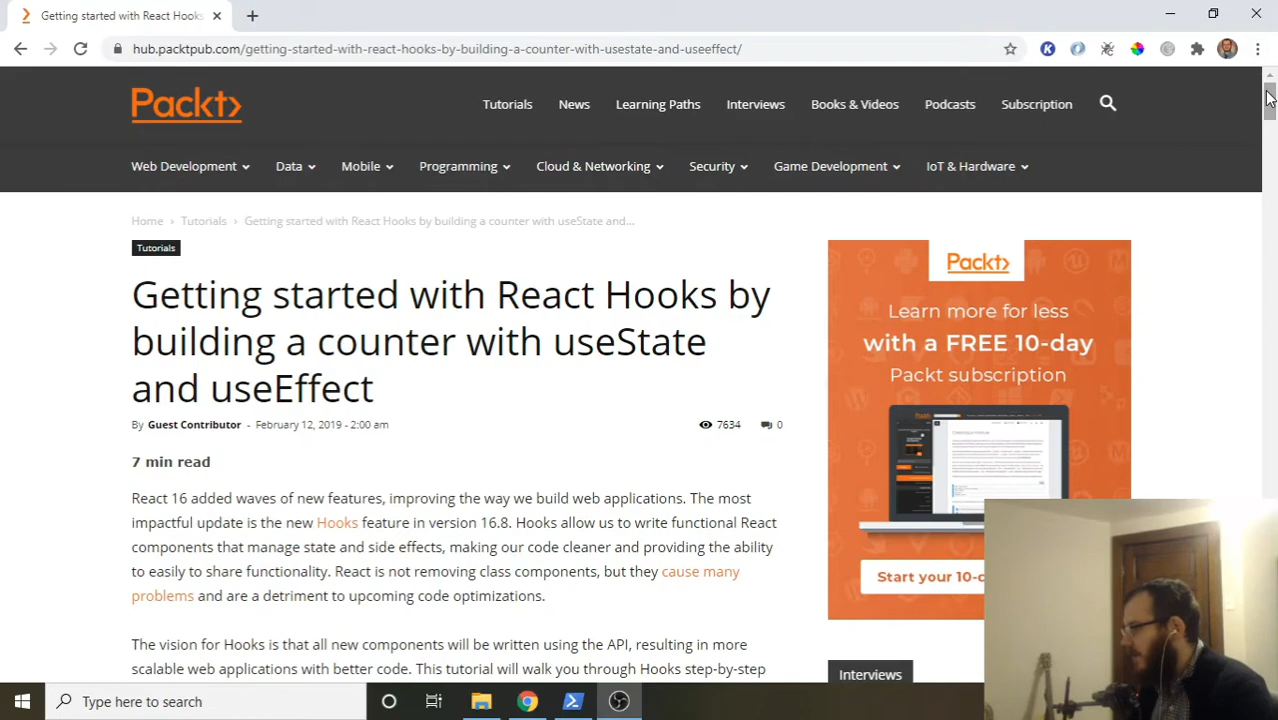 Getting started with React Hooks
hub.packtpub.com/getting-started-with-react-hooks-by-building-a-counter-with-usestate-and-useeffect/
Packt>
Tutorials News Learning Paths Interviews Books & Videos Podcasts Subscription
Web Development Data Mobile Programming Cloud & Networking Security Game Development IoT & Hardware
Home > Tutorials > Getting started with React Hooks by building a counter with useState and...
Tutorials
Getting started with React Hooks by
building a counter with useState
and useEffect
By Guest Contributor - February 12, 2019 - 2:00 am 7634 0
7 min read
React 16 added waves of new features, improving the way we build web applications. The most
impactful update is the new Hooks feature in version 16.8. Hooks allow us to write functional React
components that manage state and side effects, making our code cleaner and providing the ability
to easily to share functionality. React is not removing class components, but they cause many
problems and are a detriment to upcoming code optimizations.
The vision for Hooks is that all new components will be written using the API, resulting in more
scalable web applications with better code. This tutorial will walk you through Hooks step-by-step
Packt>
Learn more for less
with a FREE 10-day
Packt subscription
Start your 10-d
Interviews
Type here to search